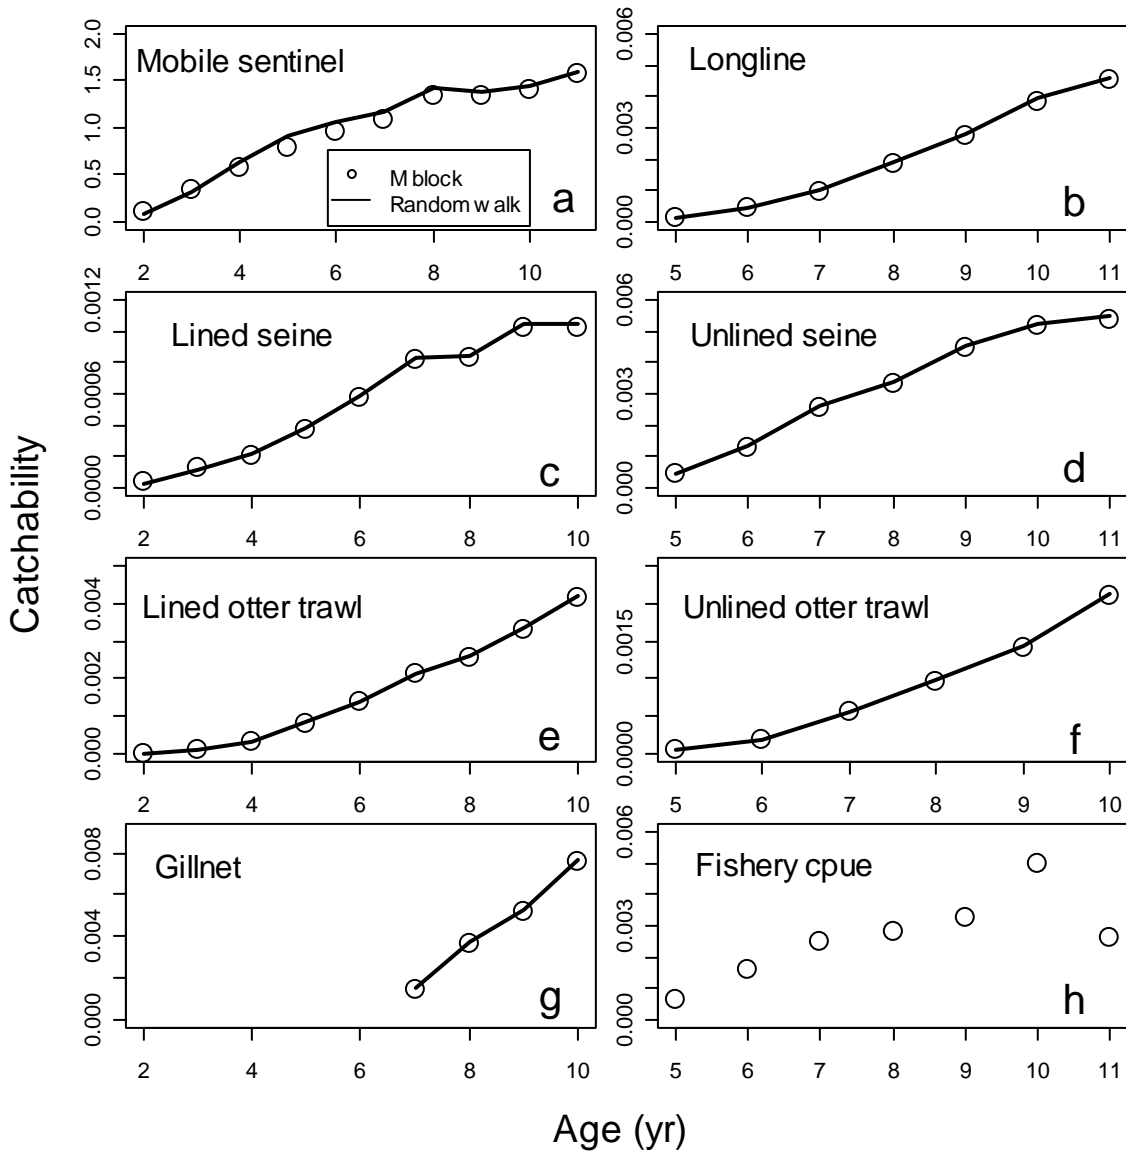 Catchability
Mobile sentinel
2.0
1.5
1.0
0.5
0.0
M block
Random walk
a
2 4 6 8 10
Longline
0.006
0.003
0.000
b
5 6 7 8 9 10 11
Lined seine
0.0012
0.0006
0.0000
c
2 4 6 8 10
Unlined seine
0.006
0.003
0.000
d
5 6 7 8 9 10 11
Lined otter trawl
0.004
0.002
0.000
e
2 4 6 8 10
Unlined otter trawl
0.0015
0.0000
f
5 6 7 8 9 10
Gillnet
0.008
0.004
0.000
g
2 4 6 8 10
Fishery cpue
0.006
0.003
0.000
h
5 6 7 8 9 10 11
Age (yr)